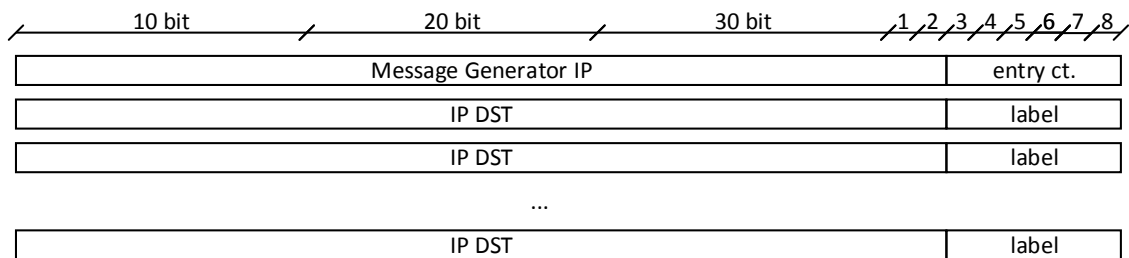 10 bit 20 bit 30 bit 1 2 3 4 5 6 7 8
Message Generator IP entry ct.
IP DST label
IP DST label
...
IP DST label